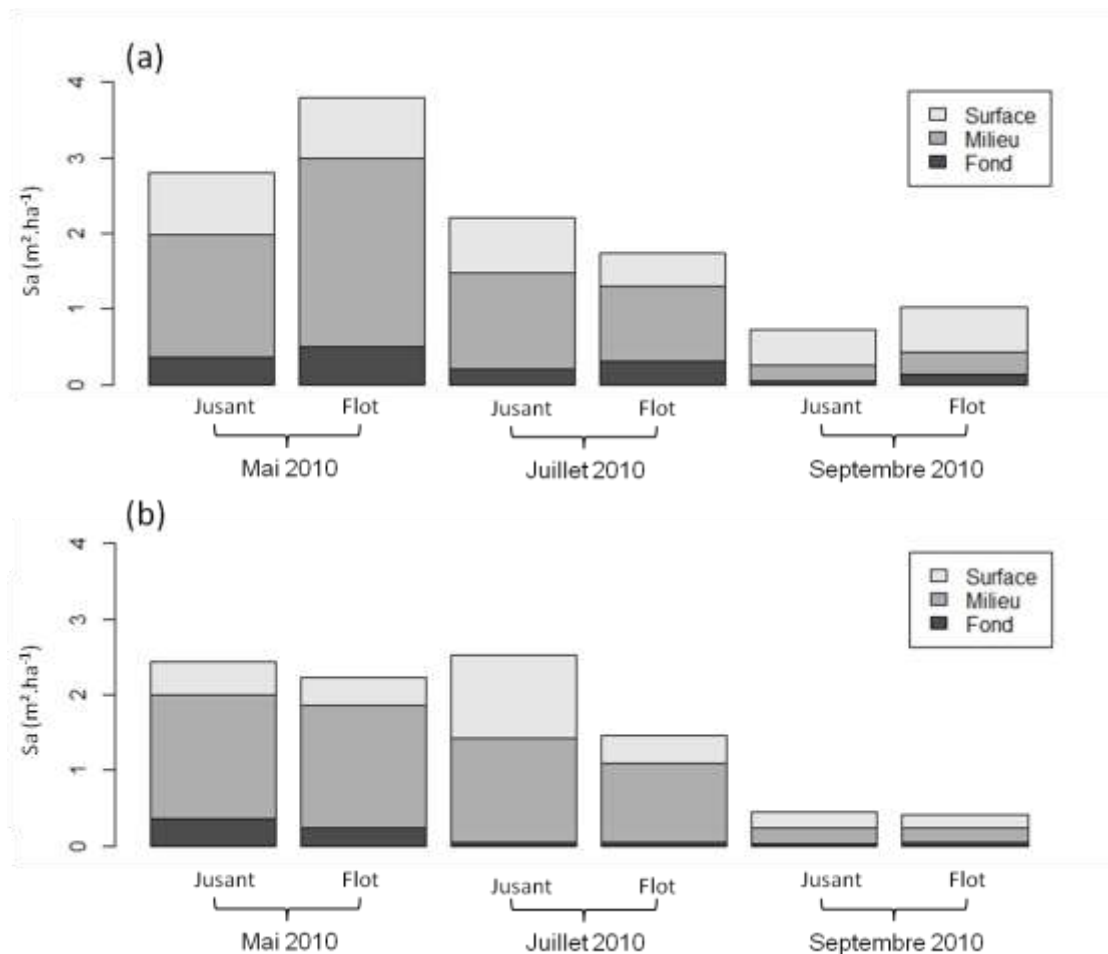 (a)
4
3
2
1
0
Sa (m².ha⁻¹)
Surface
Milieu
Fond
Jusant Flot Jusant Flot Jusant Flot
Mai 2010 Juillet 2010 Septembre 2010
(b)
4
3
2
1
0
Sa (m².ha⁻¹)
Surface
Milieu
Fond
Jusant Flot Jusant Flot Jusant Flot
Mai 2010 Juillet 2010 Septembre 2010